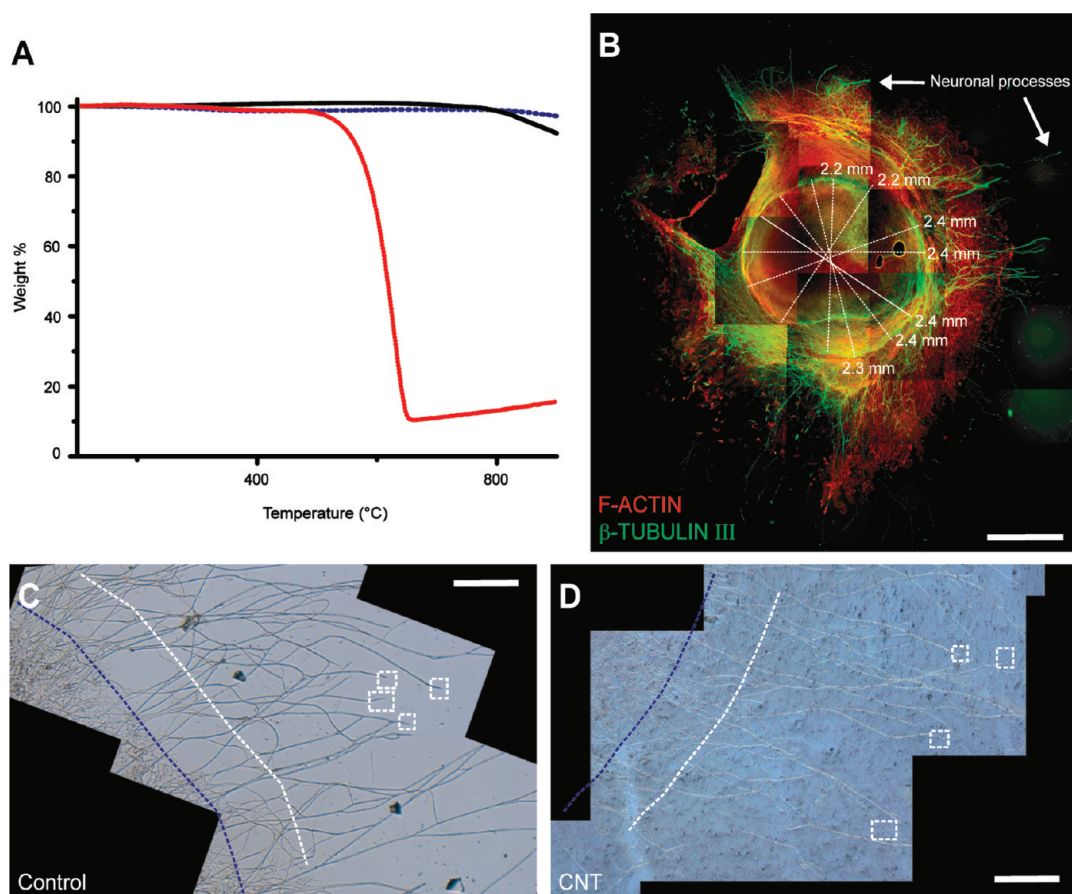 A
100
80
60
40
20
0
Weight %
400
800
Temperature (°C)
B
Neuronal processes
2.2 mm
2.2 mm
2.4 mm
2.4 mm
2.4 mm
2.4 mm
2.3 mm
F-ACTIN
β-TUBULIN III
C
Control
D
CNT